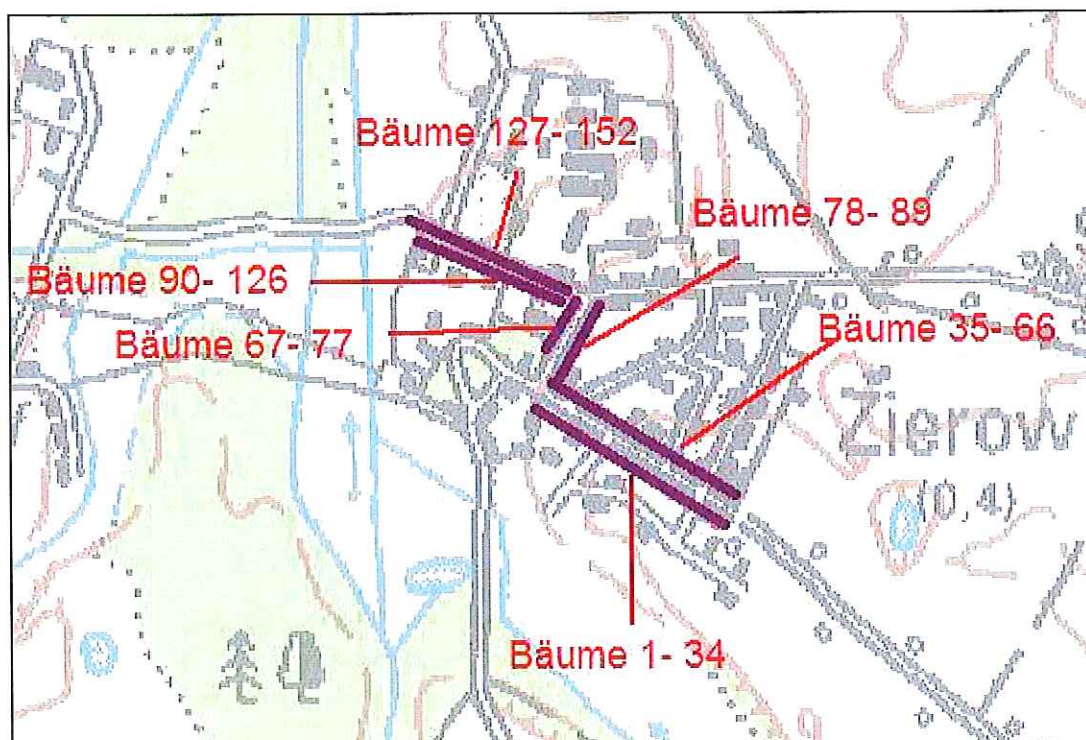 Bäume 127- 152
Bäume 78- 89
Bäume 90- 126
Bäume 67- 77
Bäume 35- 66
Zierow
(0,4)
Bäume 1- 34